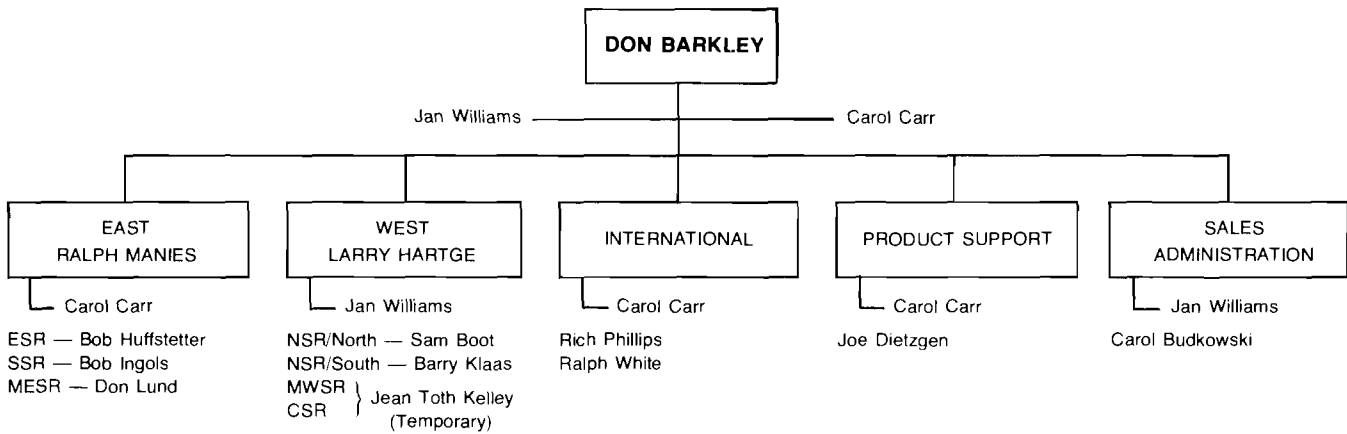 DON BARKLEY
Jan Williams
Carol Carr
EAST
RALPH MANIES
Carol Carr
ESR — Bob Huffstetter
SSR — Bob Ingols
MESR — Don Lund
WEST
LARRY HARTGE
Jan Williams
NSR/North — Sam Boot
NSR/South — Barry Klaas
MWSR
CSR
} Jean Toth Kelley
(Temporary)
INTERNATIONAL
Carol Carr
Rich Phillips
Ralph White
PRODUCT SUPPORT
Carol Carr
Joe Dietzgen
SALES
ADMINISTRATION
Jan Williams
Carol Budkowski